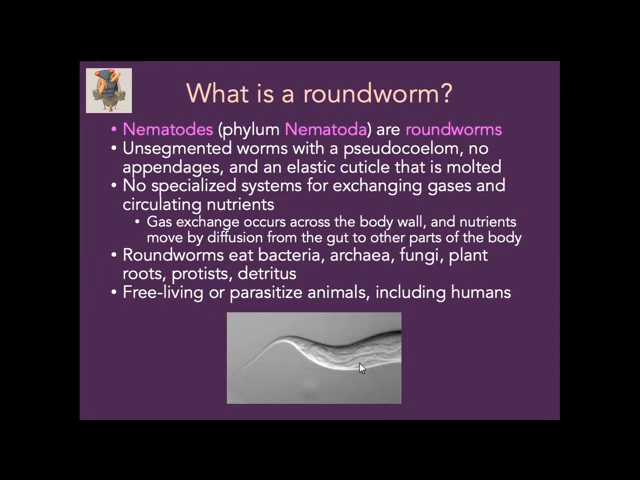 What is a roundworm?
• Nematodes (phylum Nematoda) are roundworms
• Unsegmented worms with a pseudocoelom, no
appendages, and an elastic cuticle that is molted
• No specialized systems for exchanging gases and
circulating nutrients
• Gas exchange occurs across the body wall, and nutrients
move by diffusion from the gut to other parts of the body
• Roundworms eat bacteria, archaea, fungi, plant
roots, protists, detritus
• Free-living or parasitize animals, including humans